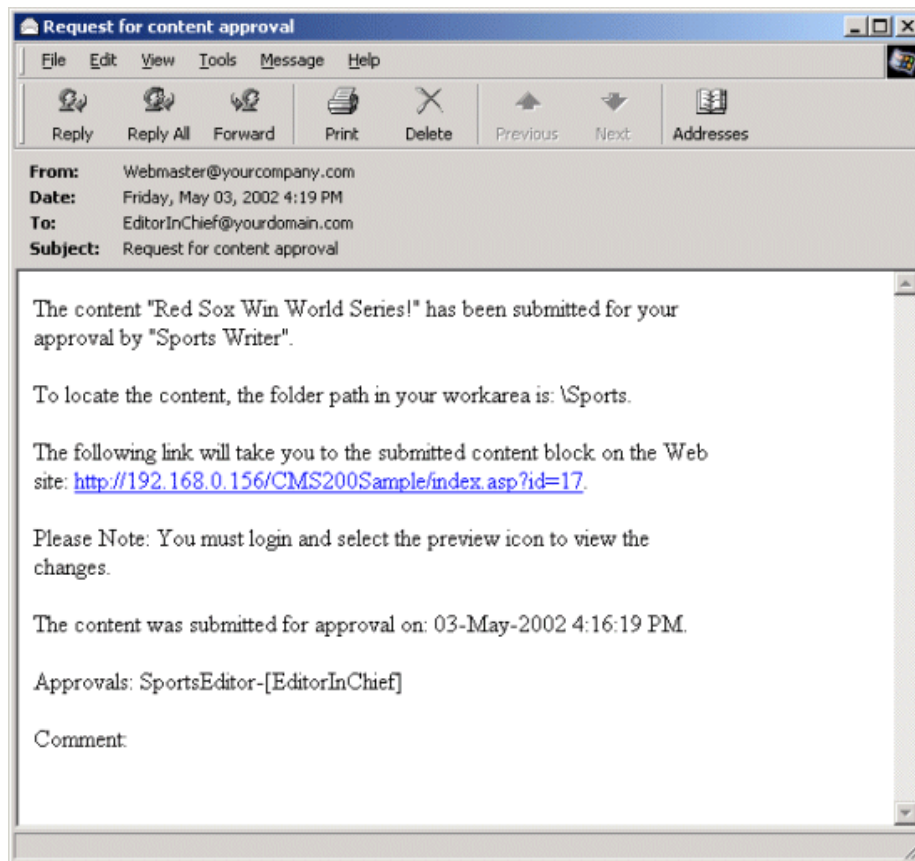 Request for content approval
File Edit View Tools Message Help
Reply Reply All Forward Print Delete Previous Next Addresses
From: Webmaster@yourcompany.com
Date: Friday, May 03, 2002 4:19 PM
To: EditorInChief@yourdomain.com
Subject: Request for content approval
The content "Red Sox Win World Series!" has been submitted for your
approval by "Sports Writer".
To locate the content, the folder path in your workarea is: \Sports.
The following link will take you to the submitted content block on the Web
site: http://192.168.0.156/CMS200Sample/index.asp?id=17.
Please Note: You must login and select the preview icon to view the
changes.
The content was submitted for approval on: 03-May-2002 4:16:19 PM.
Approvals: SportsEditor-[EditorInChief]
Comment: